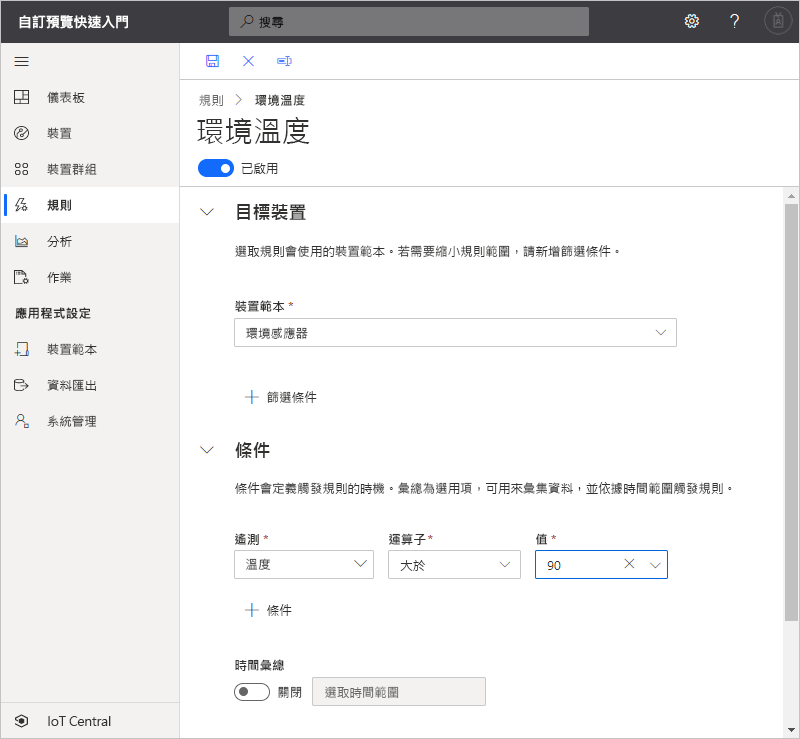 自訂預覽快速入門
搜尋
?
儀表板
裝置
裝置群組
規則
分析
作業
應用程式設定
裝置範本
資料匯出
系統管理
IoT Central
規則 > 環境溫度
環境溫度
已啟用
目標裝置
選取規則會使用的裝置範本。若需要縮小規則範圍，請新增篩選條件。
裝置範本 *
環境感應器
+ 篩選條件
條件
條件會定義觸發規則的時機。彙總為選用項，可用來彙集資料，並依據時間範圍觸發規則。
遙測 * 運算子* 值 *
溫度 大於 90
+ 條件
時間彙總
關閉 選取時間範圍